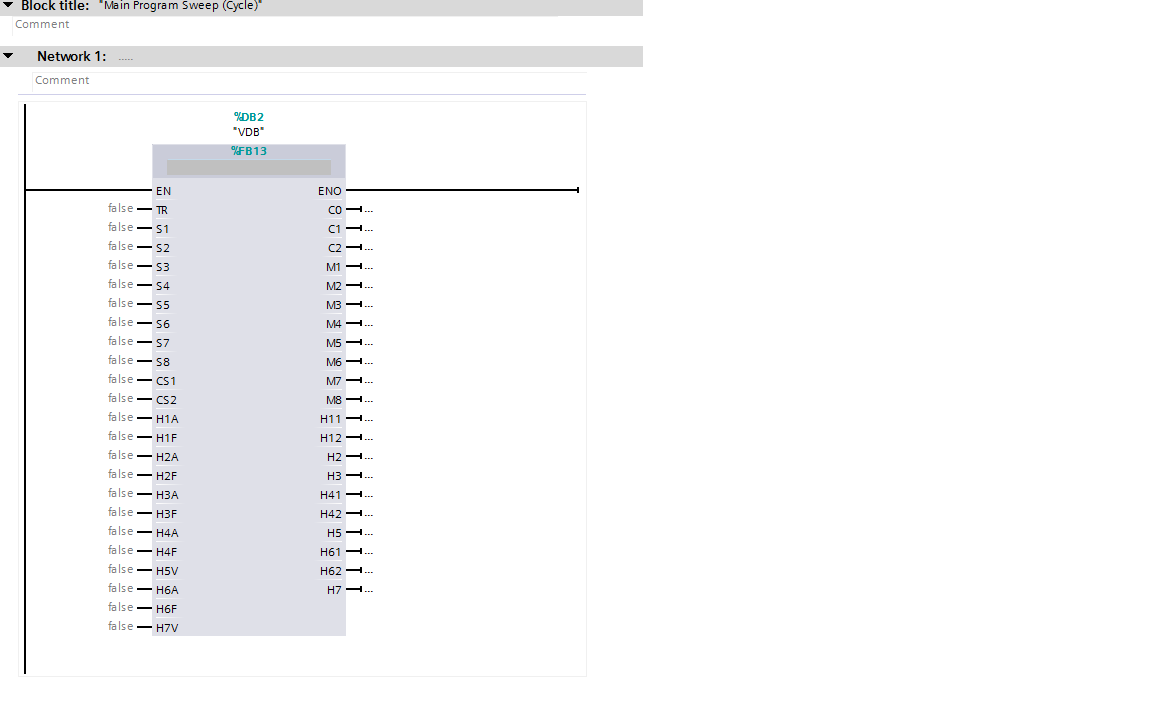 Block title: "Main Program Sweep (Cycle)"
Comment
Network 1: .....
Comment
%DB2
"VDB"
%FB13
EN ENO
false TR C0 ...
false S1 C1 ...
false S2 C2 ...
false S3 M1 ...
false S4 M2 ...
false S5 M3 ...
false S6 M4 ...
false S7 M5 ...
false S8 M6 ...
false CS1 M7 ...
false CS2 M8 ...
false H1A H11 ...
false H1F H12 ...
false H2A H2 ...
false H2F H3 ...
false H3A H41 ...
false H3F H42 ...
false H4A H5 ...
false H4F H61 ...
false H5V H62 ...
false H6A H7 ...
false H6F
false H7V